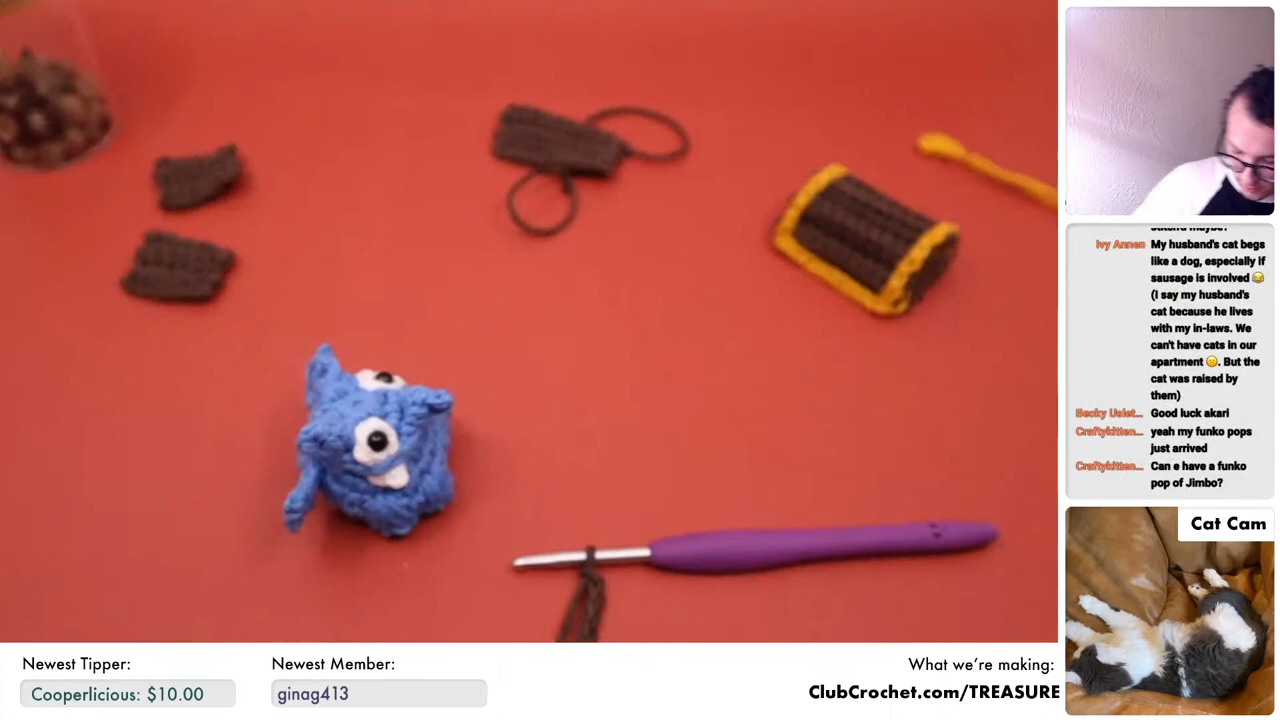 Ivy Annen My husband's cat begs
like a dog, especially if
sausage is involved 😂
(I say my husband's
cat because he lives
with my in-laws. We
can't have cats in our
apartment 😕. But the
cat was raised by
them)
Good luck akari
Craftykitten... yeah my funko pops
just arrived
Craftykitten... Can e have a funko
pop of Jimbo?
Cat Cam
Newest Tipper:
Cooperlicious: $10.00
Newest Member:
ginag413
What we're making:
ClubCrochet.com/TREASURE